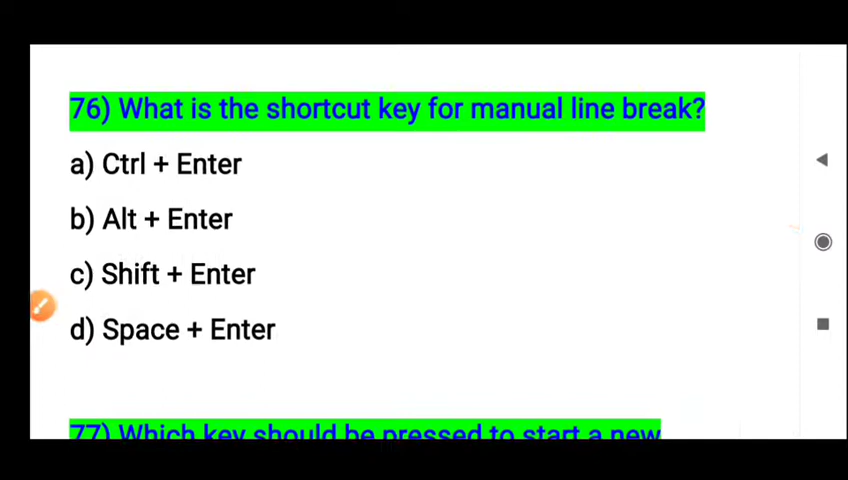 76) What is the shortcut key for manual line break?
a) Ctrl + Enter
b) Alt + Enter
c) Shift + Enter
d) Space + Enter
77) Which key should be pressed to start a new